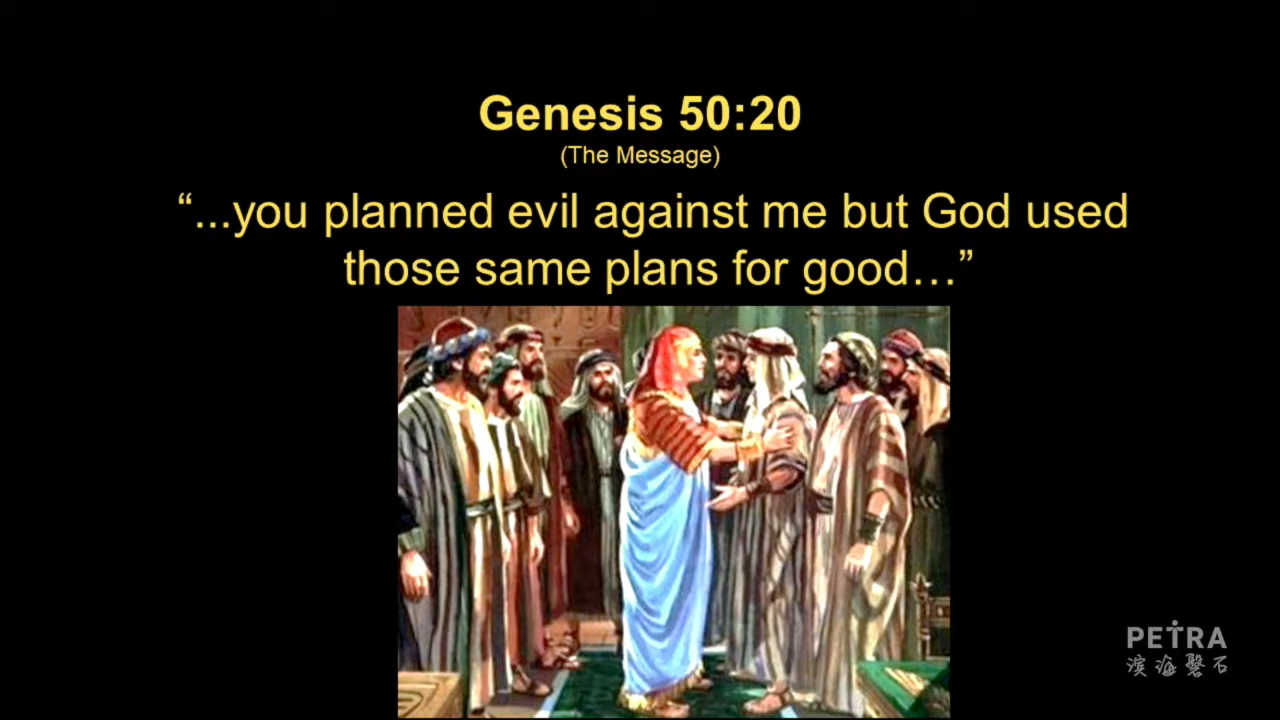 Genesis 50:20
(The Message)
“...you planned evil against me but God used
those same plans for good…”
PETRA
滨海磐石